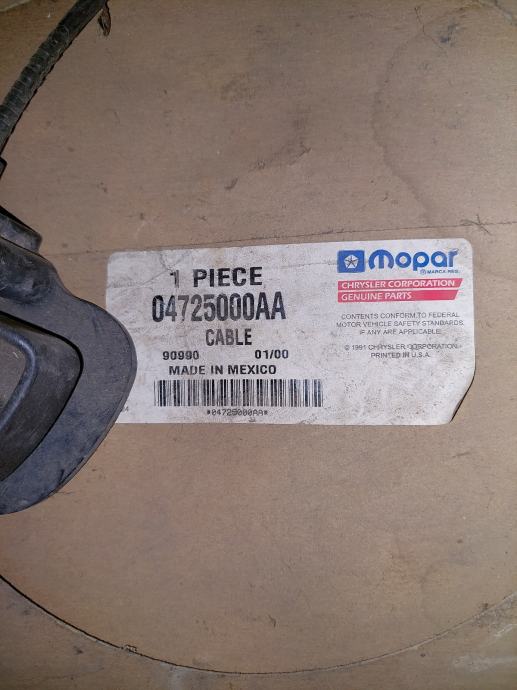 1 PIECE
04725000AA
CABLE
90990 01/00
MADE IN MEXICO
*04725000AA*
Mopar
® MARCA REG.
CHRYSLER CORPORATION
GENUINE PARTS
CONTENTS CONFORM TO FEDERAL
MOTOR VEHICLE SAFETY STANDARDS,
IF ANY ARE APPLICABLE.
© 1991 CHRYSLER CORPORATION
PRINTED IN U.S.A.